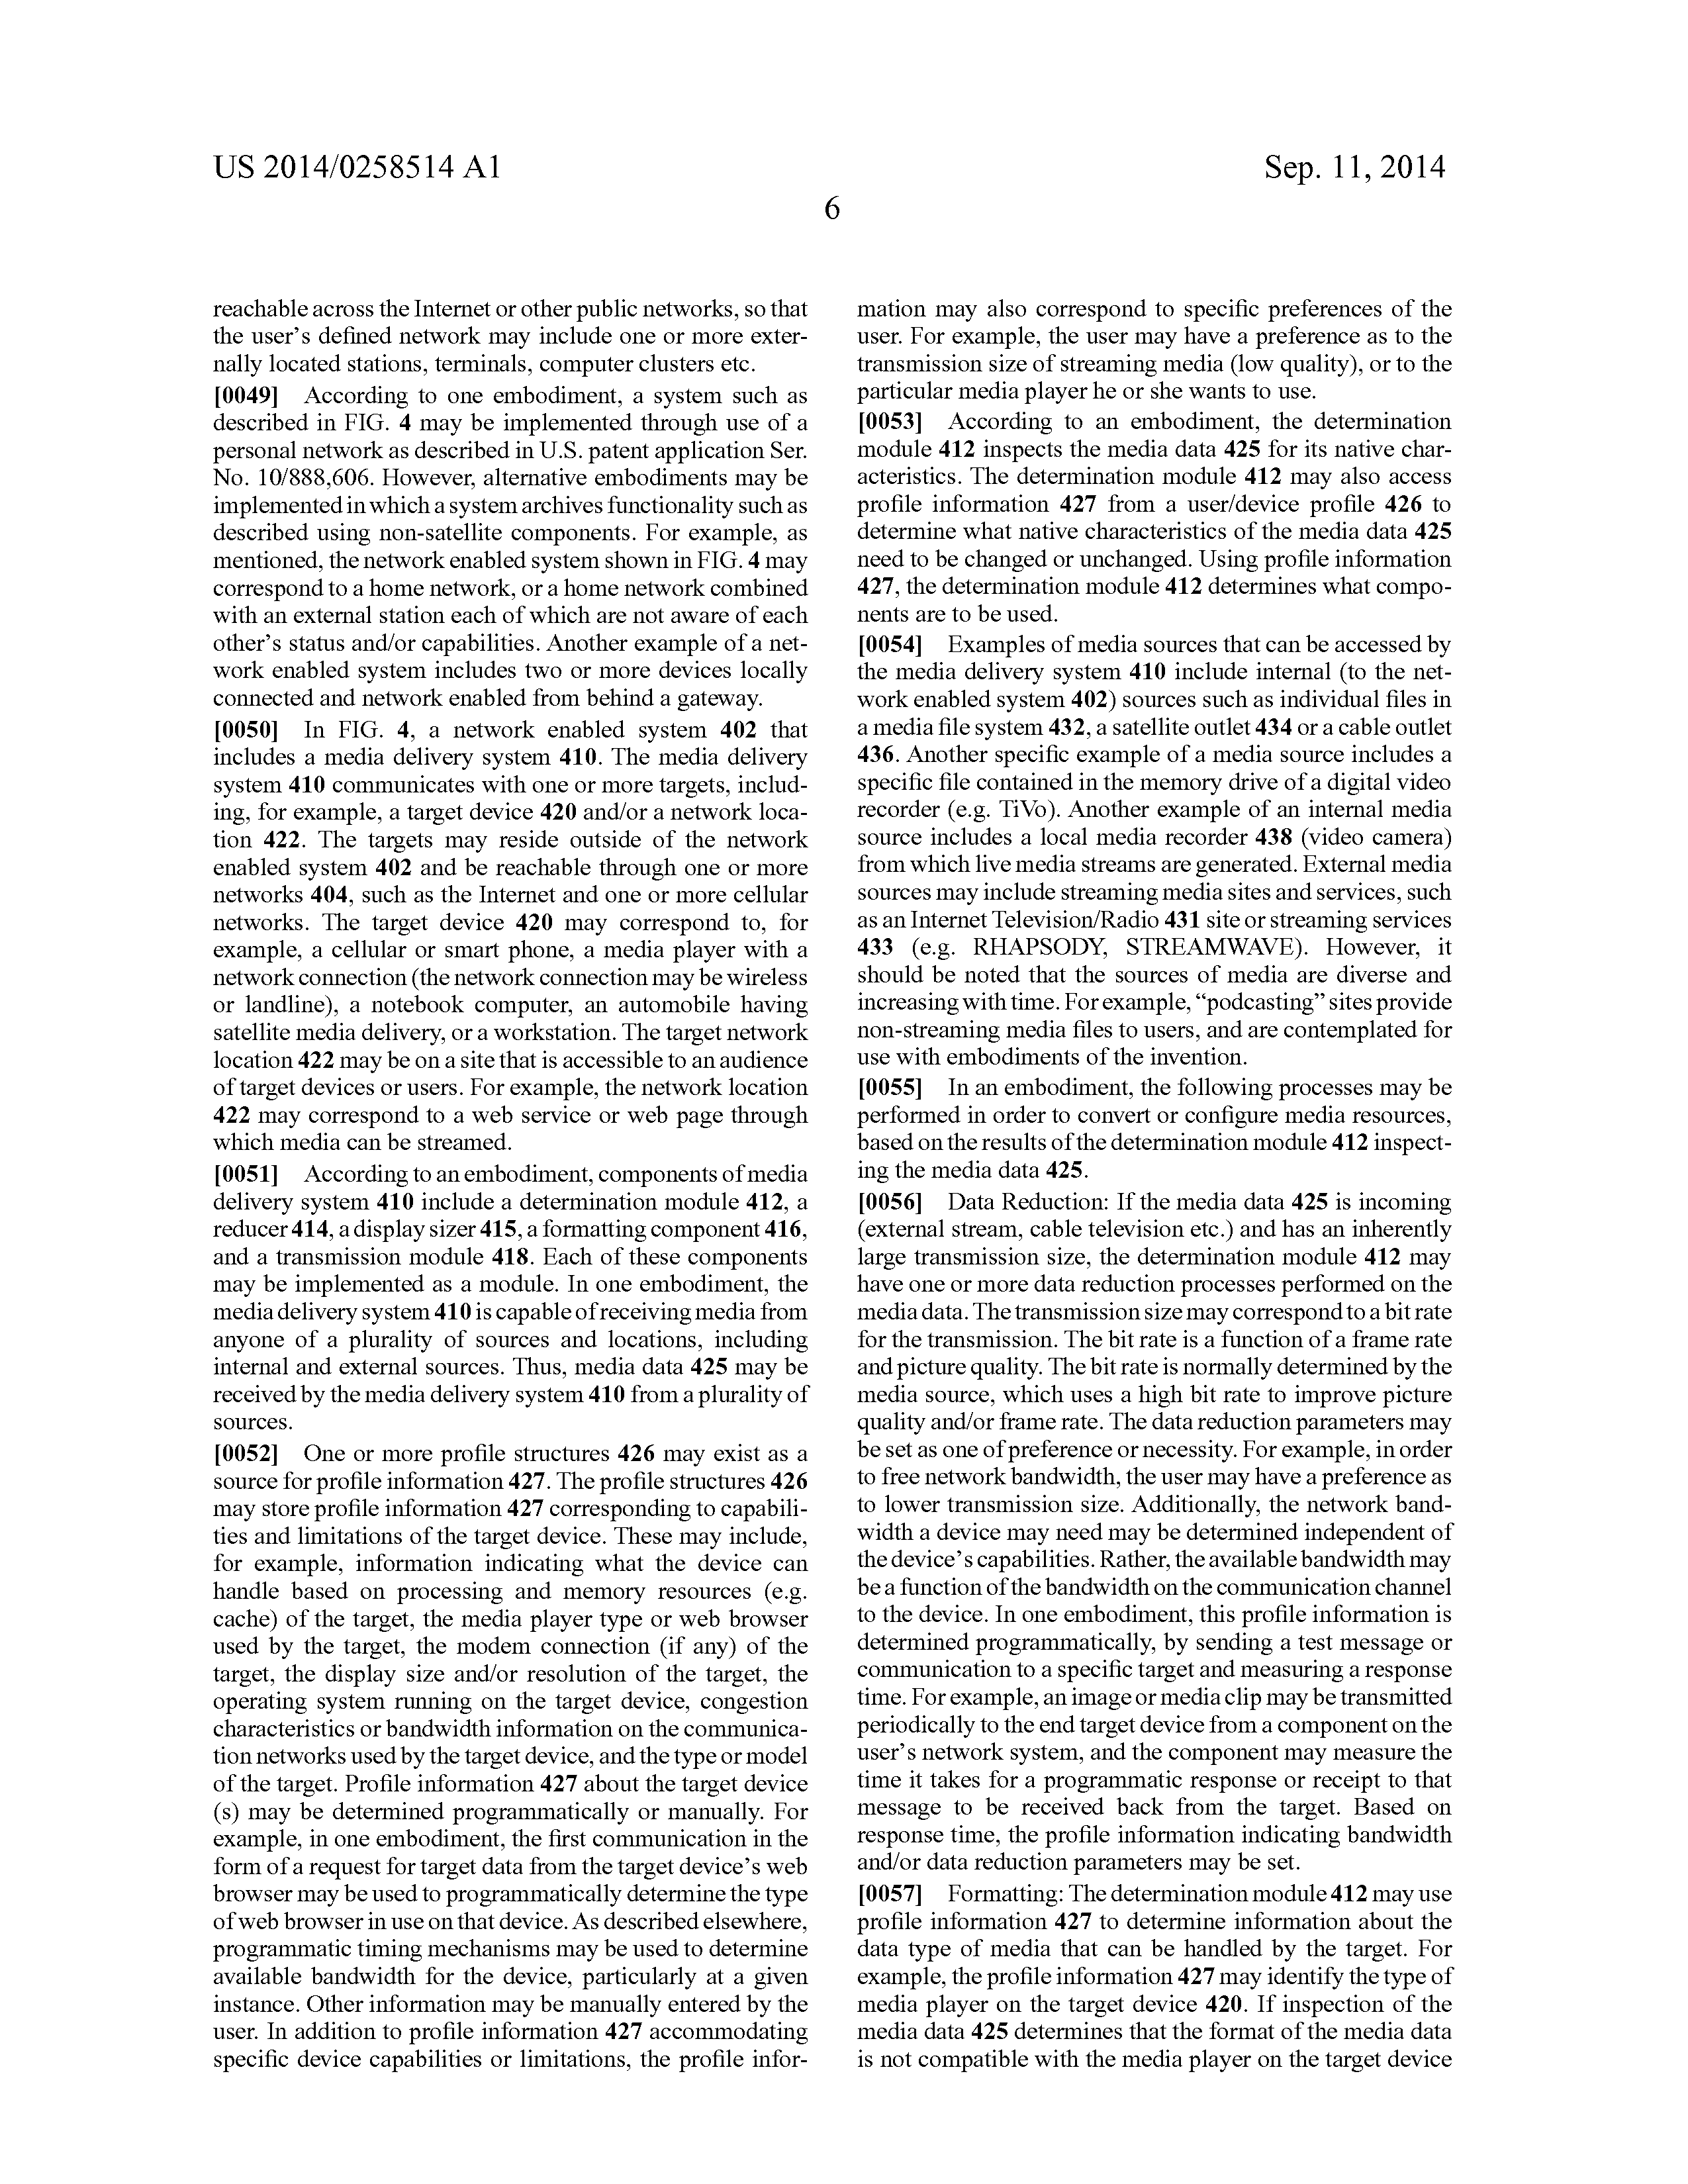 US 2014/0258514 A1
Sep. 11, 2014
6
reachable across the Internet or other public networks, so that
the user's defined network may include one or more exter-
nally located stations, terminals, computer clusters etc.
[0049] According to one embodiment, a system such as
described in FIG. 4 may be implemented through use of a
personal network as described in U.S. patent application Ser.
No. 10/888,606. However, alternative embodiments may be
implemented in which a system archives functionality such as
described using non-satellite components. For example, as
mentioned, the network enabled system shown in FIG. 4 may
correspond to a home network, or a home network combined
with an external station each of which are not aware of each
other's status and/or capabilities. Another example of a net-
work enabled system includes two or more devices locally
connected and network enabled from behind a gateway.
[0050] In FIG. 4, a network enabled system 402 that
includes a media delivery system 410. The media delivery
system 410 communicates with one or more targets, includ-
ing, for example, a target device 420 and/or a network loca-
tion 422. The targets may reside outside of the network
enabled system 402 and be reachable through one or more
networks 404, such as the Internet and one or more cellular
networks. The target device 420 may correspond to, for
example, a cellular or smart phone, a media player with a
network connection (the network connection may be wireless
or landline), a notebook computer, an automobile having
satellite media delivery, or a workstation. The target network
location 422 may be on a site that is accessible to an audience
of target devices or users. For example, the network location
422 may correspond to a web service or web page through
which media can be streamed.
[0051] According to an embodiment, components of media
delivery system 410 include a determination module 412, a
reducer 414, a display sizer 415, a formatting component 416,
and a transmission module 418. Each of these components
may be implemented as a module. In one embodiment, the
media delivery system 410 is capable of receiving media from
anyone of a plurality of sources and locations, including
internal and external sources. Thus, media data 425 may be
received by the media delivery system 410 from a plurality of
sources.
[0052] One or more profile structures 426 may exist as a
source for profile information 427. The profile structures 426
may store profile information 427 corresponding to capabili-
ties and limitations of the target device. These may include,
for example, information indicating what the device can
handle based on processing and memory resources (e.g.
cache) of the target, the media player type or web browser
used by the target, the modem connection (if any) of the
target, the display size and/or resolution of the target, the
operating system running on the target device, congestion
characteristics or bandwidth information on the communica-
tion networks used by the target device, and the type or model
of the target. Profile information 427 about the target device
(s) may be determined programmatically or manually. For
example, in one embodiment, the first communication in the
form of a request for target data from the target device's web
browser may be used to programmatically determine the type
of web browser in use on that device. As described elsewhere,
programmatic timing mechanisms may be used to determine
available bandwidth for the device, particularly at a given
instance. Other information may be manually entered by the
user. In addition to profile information 427 accommodating
specific device capabilities or limitations, the profile infor-
mation may also correspond to specific preferences of the
user. For example, the user may have a preference as to the
transmission size of streaming media (low quality), or to the
particular media player he or she wants to use.
[0053] According to an embodiment, the determination
module 412 inspects the media data 425 for its native char-
acteristics. The determination module 412 may also access
profile information 427 from a user/device profile 426 to
determine what native characteristics of the media data 425
need to be changed or unchanged. Using profile information
427, the determination module 412 determines what compo-
nents are to be used.
[0054] Examples of media sources that can be accessed by
the media delivery system 410 include internal (to the net-
work enabled system 402) sources such as individual files in
a media file system 432, a satellite outlet 434 or a cable outlet
436. Another specific example of a media source includes a
specific file contained in the memory drive of a digital video
recorder (e.g. TiVo). Another example of an internal media
source includes a local media recorder 438 (video camera)
from which live media streams are generated. External media
sources may include streaming media sites and services, such
as an Internet Television/Radio 431 site or streaming services
433 (e.g. RHAPSODY, STREAMWAVE). However, it
should be noted that the sources of media are diverse and
increasing with time. For example, “podcasting” sites provide
non-streaming media files to users, and are contemplated for
use with embodiments of the invention.
[0055] In an embodiment, the following processes may be
performed in order to convert or configure media resources,
based on the results of the determination module 412 inspect-
ing the media data 425.
[0056] Data Reduction: If the media data 425 is incoming
(external stream, cable television etc.) and has an inherently
large transmission size, the determination module 412 may
have one or more data reduction processes performed on the
media data. The transmission size may correspond to a bit rate
for the transmission. The bit rate is a function of a frame rate
and picture quality. The bit rate is normally determined by the
media source, which uses a high bit rate to improve picture
quality and/or frame rate. The data reduction parameters may
be set as one of preference or necessity. For example, in order
to free network bandwidth, the user may have a preference as
to lower transmission size. Additionally, the network band-
width a device may need may be determined independent of
the device's capabilities. Rather, the available bandwidth may
be a function of the bandwidth on the communication channel
to the device. In one embodiment, this profile information is
determined programmatically, by sending a test message or
communication to a specific target and measuring a response
time. For example, an image or media clip may be transmitted
periodically to the end target device from a component on the
user's network system, and the component may measure the
time it takes for a programmatic response or receipt to that
message to be received back from the target. Based on
response time, the profile information indicating bandwidth
and/or data reduction parameters may be set.
[0057] Formatting: The determination module 412 may use
profile information 427 to determine information about the
data type of media that can be handled by the target. For
example, the profile information 427 may identify the type of
media player on the target device 420. If inspection of the
media data 425 determines that the format of the media data
is not compatible with the media player on the target device